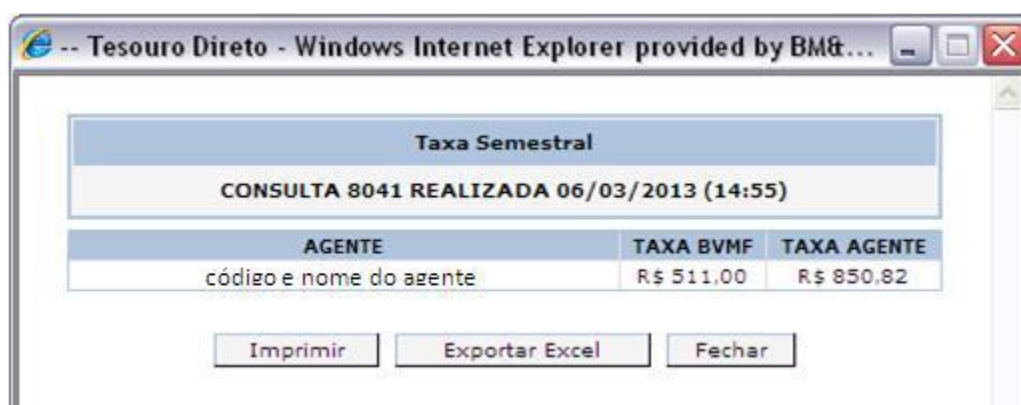 -- Tesouro Direto - Windows Internet Explorer provided by BM&...
Taxa Semestral
CONSULTA 8041 REALIZADA 06/03/2013 (14:55)
AGENTE TAXA BVMF TAXA AGENTE
código e nome do agente R$ 511,00 R$ 850,82
Imprimir Exportar Excel Fechar